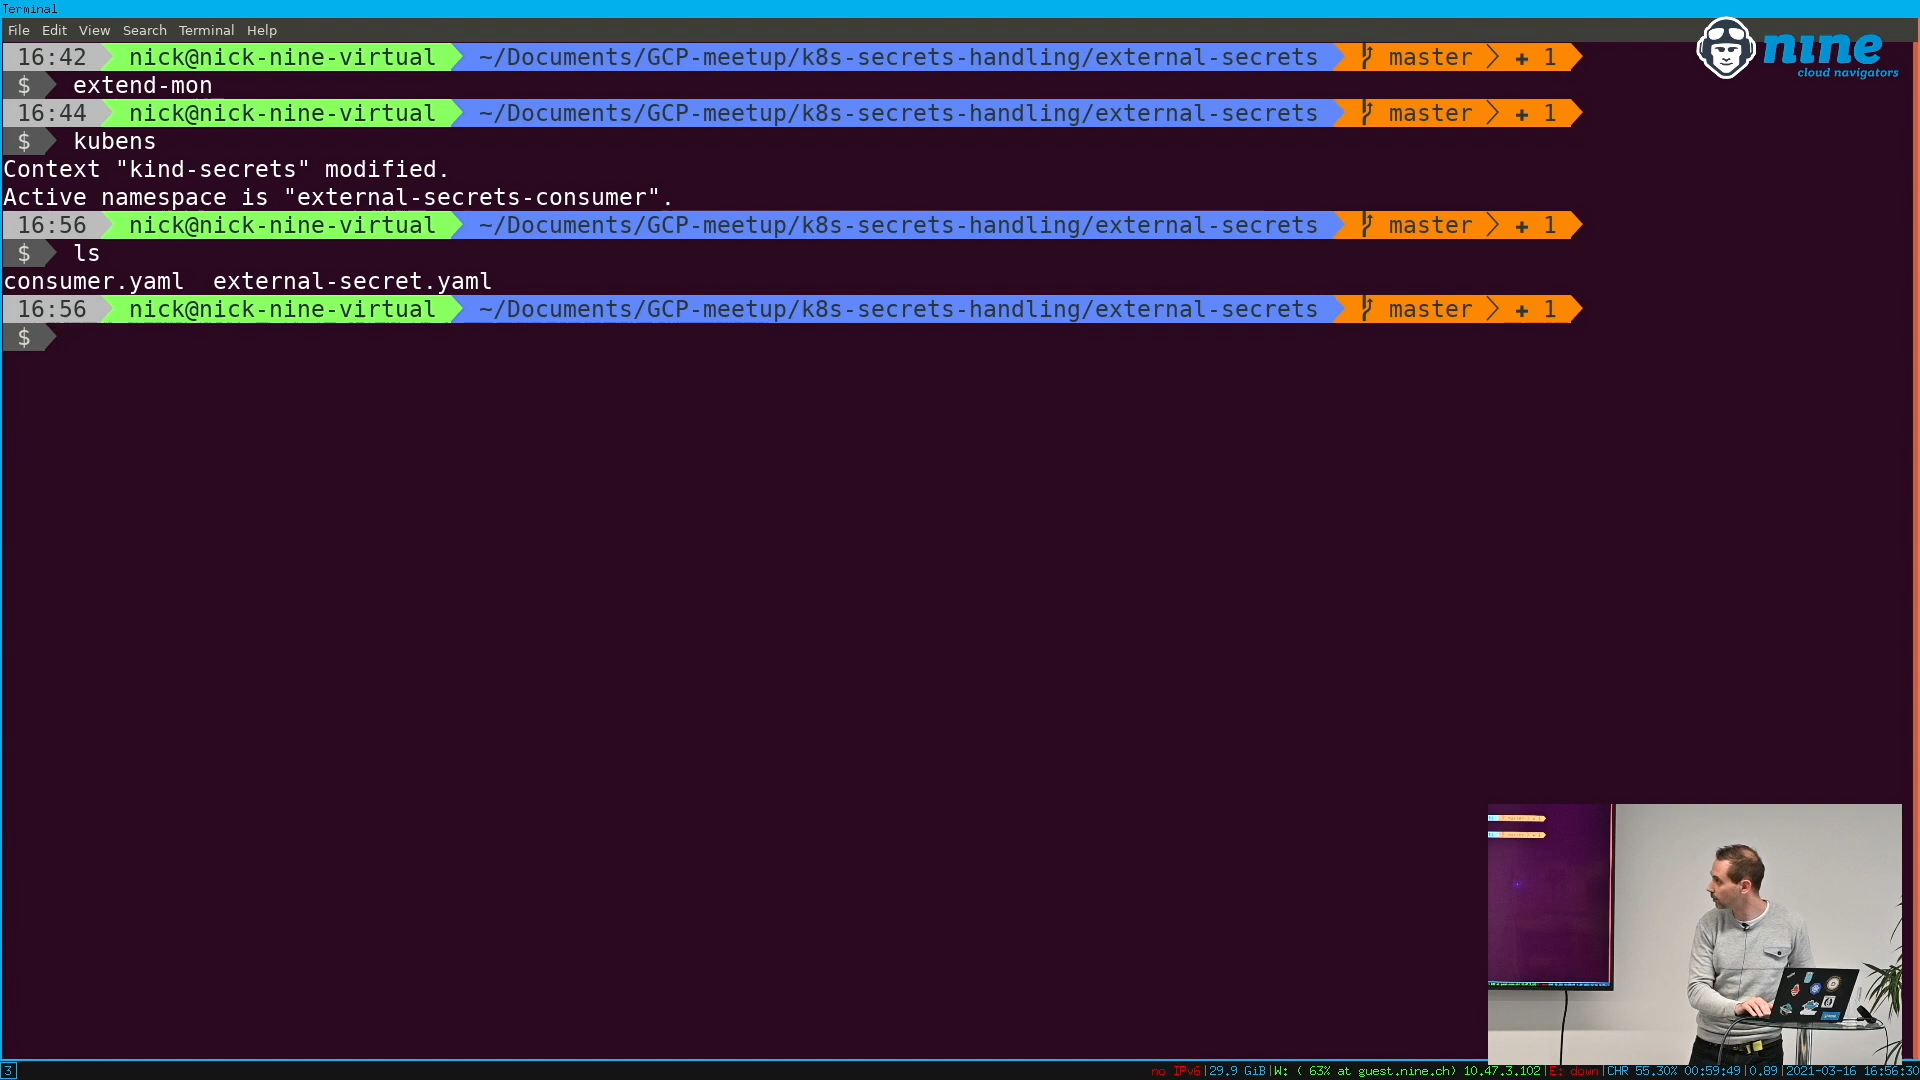 Terminal
File Edit View Search Terminal Help
16:42 nick@nick-nine-virtual ~/Documents/GCP-meetup/k8s-secrets-handling/external-secrets master + 1
$ extend-mon
16:44 nick@nick-nine-virtual ~/Documents/GCP-meetup/k8s-secrets-handling/external-secrets master + 1
$ kubens
Context "kind-secrets" modified.
Active namespace is "external-secrets-consumer".
16:56 nick@nick-nine-virtual ~/Documents/GCP-meetup/k8s-secrets-handling/external-secrets master + 1
$ ls
consumer.yaml external-secret.yaml
16:56 nick@nick-nine-virtual ~/Documents/GCP-meetup/k8s-secrets-handling/external-secrets master + 1
$
nine
cloud navigators
3
no IPv6|29.9 GiB|W: ( 63% at guest.nine.ch) 10.47.3.102|E: down|CHR 55.30% 00:59:49|0.89|2021-03-16 16:56:30